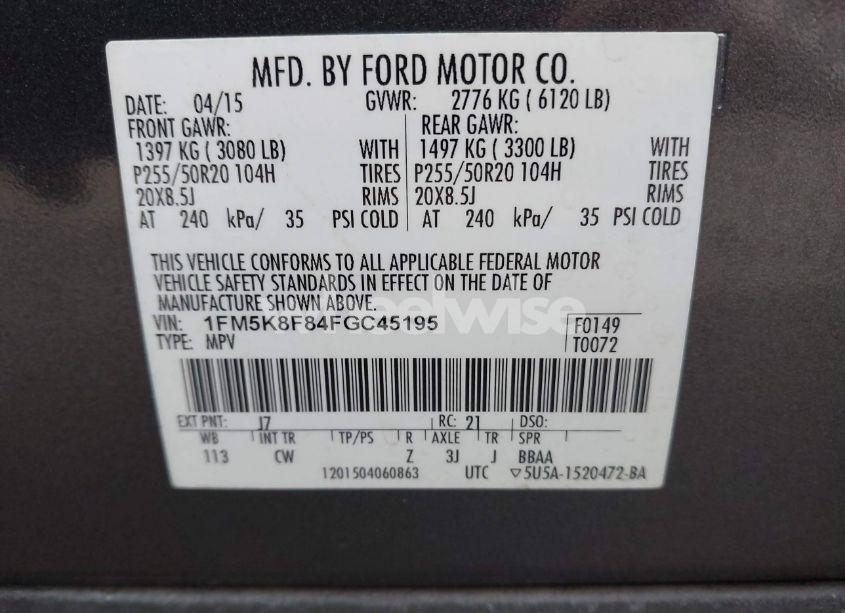 MFD. BY FORD MOTOR CO.
DATE: 04/15 GVWR: 2776 KG ( 6120 LB)
FRONT GAWR: REAR GAWR:
1397 KG ( 3080 LB) WITH 1497 KG ( 3300 LB) WITH
P255/50R20 104H TIRES P255/50R20 104H TIRES
20X8.5J RIMS 20X8.5J RIMS
AT 240 kPa/ 35 PSI COLD AT 240 kPa/ 35 PSI COLD
THIS VEHICLE CONFORMS TO ALL APPLICABLE FEDERAL MOTOR
VEHICLE SAFETY STANDARDS IN EFFECT ON THE DATE OF
MANUFACTURE SHOWN ABOVE.
VIN: 1FM5K8F84FGC45195 F0149
TYPE: MPV T0072
EXT PNT: J7 RC: 21 DSO:
WB INT TR TP/PS R AXLE TR SPR
113 CW Z 3J J BBAA
1201504060863 UTC ▽5U5A-1520472-BA